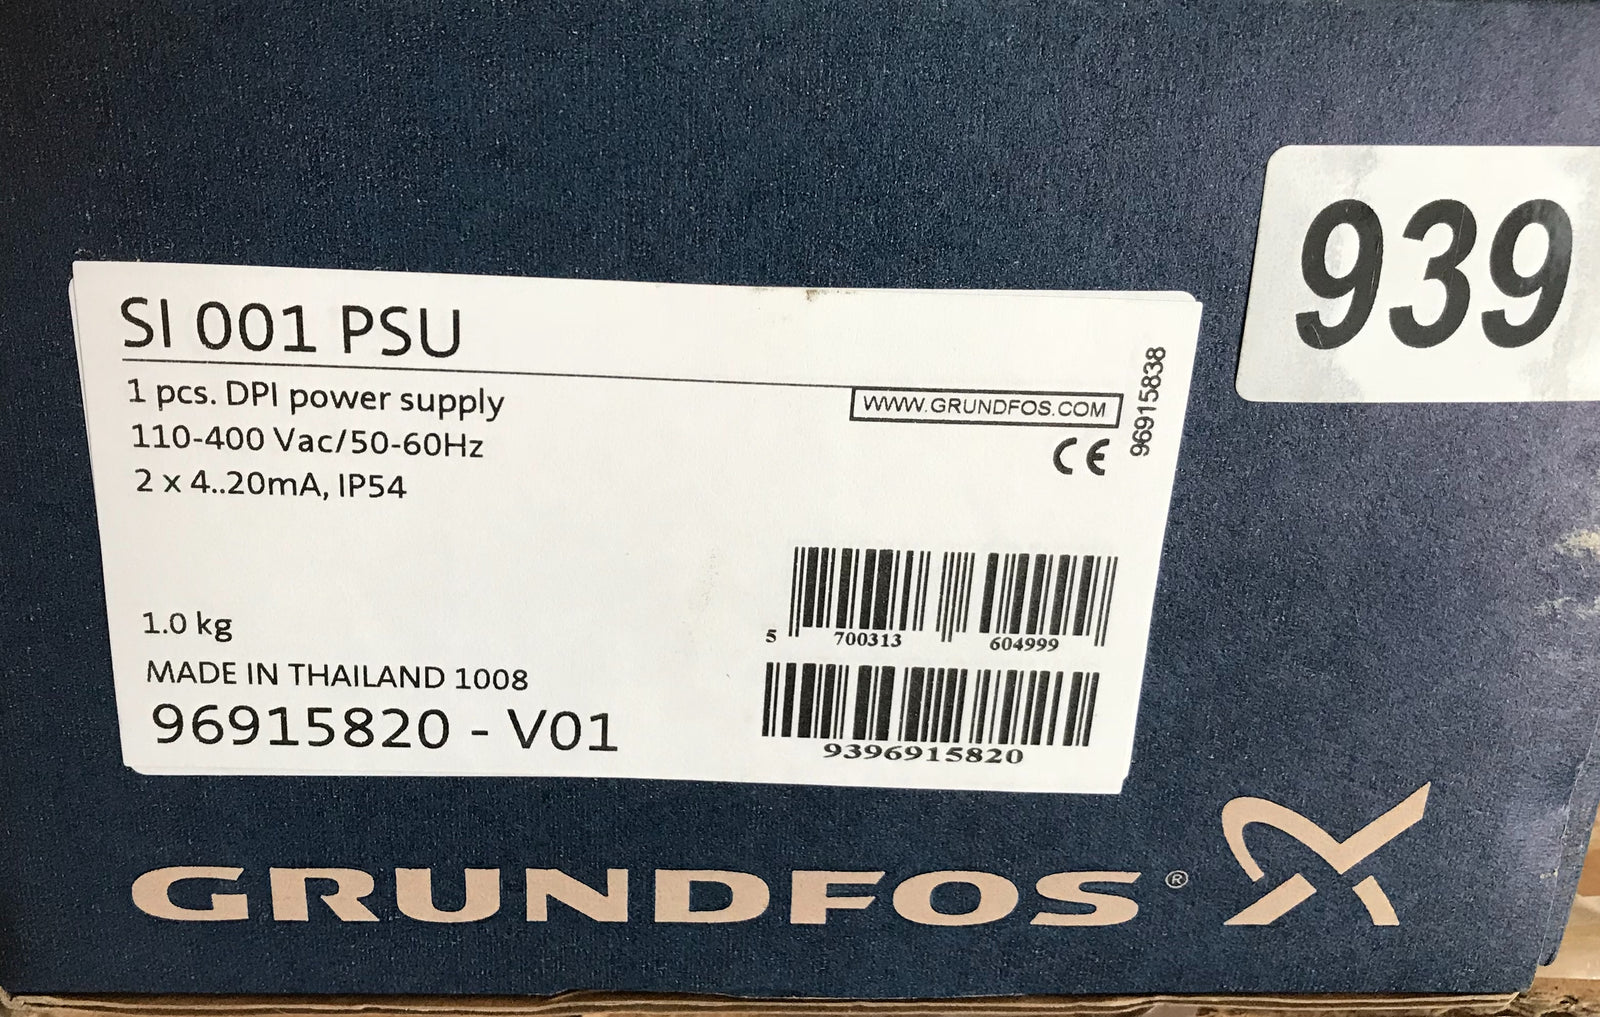 939
SI 001 PSU
1 pcs. DPI power supply
110-400 Vac/50-60Hz
2 x 4..20mA, IP54
WWW.GRUNDFOS.COM
CE
96915838
1.0 kg
MADE IN THAILAND 1008
96915820 - V01
5 700313 604999
9396915820
GRUNDFOS®